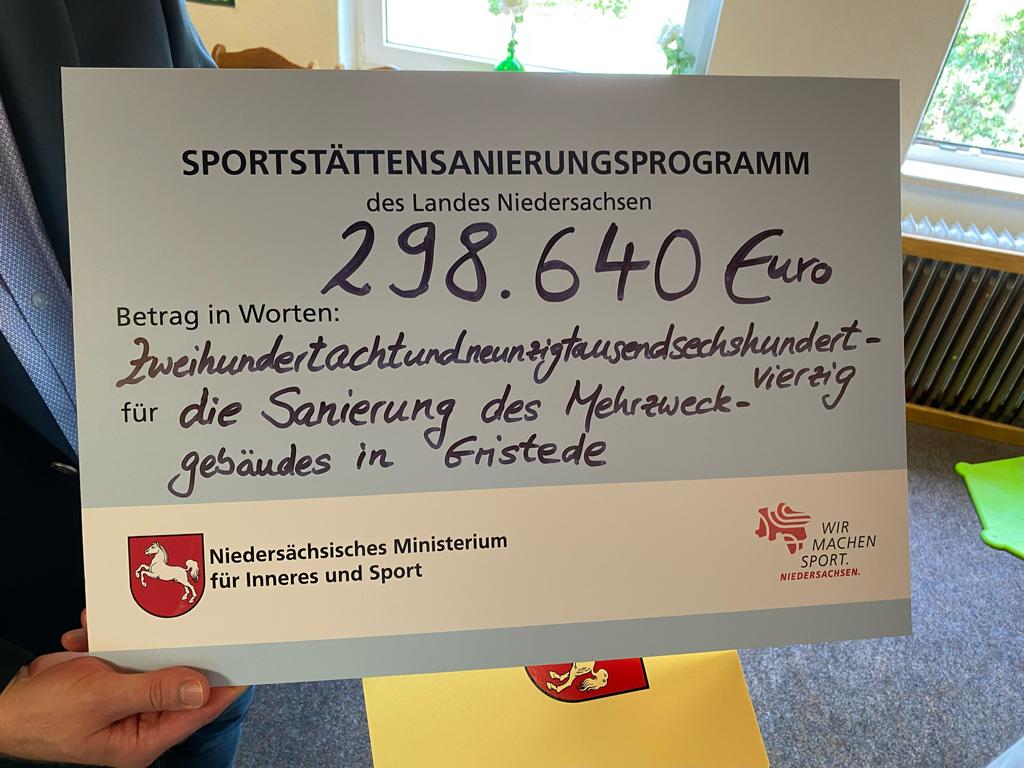 SPORTSTÄTTENSANIERUNGSPROGRAMM
des Landes Niedersachsen
298.640 Euro
Betrag in Worten:
Zweihundertachtundneunzigtausendsechshundert-
vierzig
für die Sanierung des Mehrzweck-
gebäudes in Gristede
Niedersächsisches Ministerium
für Inneres und Sport
WIR
MACHEN
SPORT.
NIEDERSACHSEN.